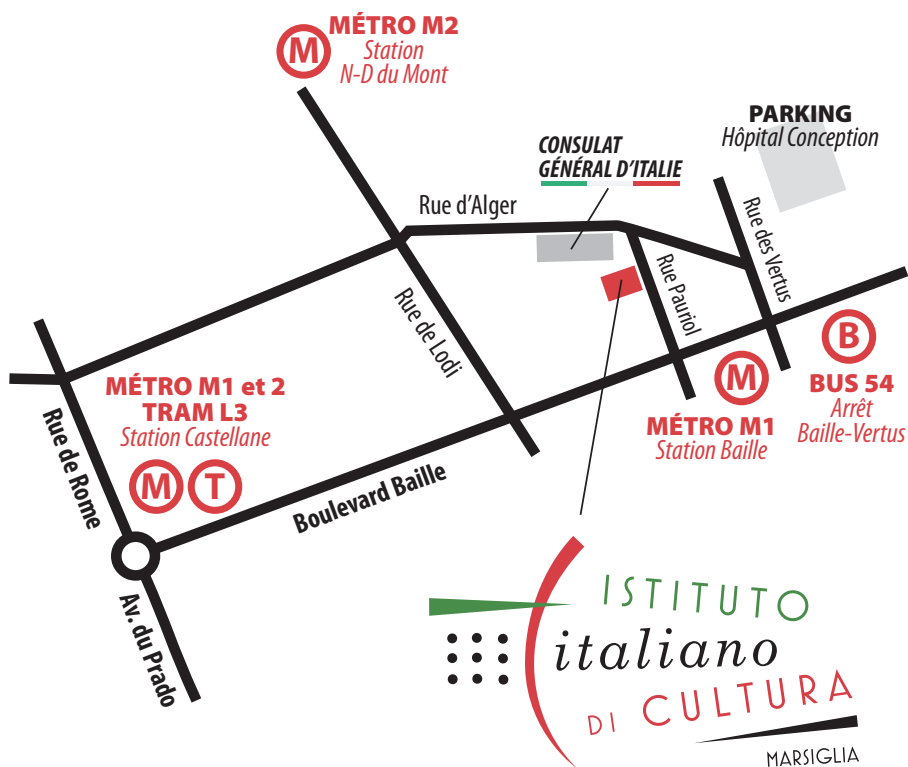 MÉTRO M2
Station
N-D du Mont
M
PARKING
Hôpital Conception
CONSULAT
GÉNÉRAL D’ITALIE
Rue d’Alger
Rue des Vertus
Rue Pauriol
Rue de Lodi
B
BUS 54
Arrêt
Baille-Vertus
M
MÉTRO M1
Station Baille
MÉTRO M1 et 2
TRAM L3
Station Castellane
M T
Rue de Rome
Boulevard Baille
Av. du Prado
ISTITUTO
italiano
DI CULTURA
MARSIGLIA